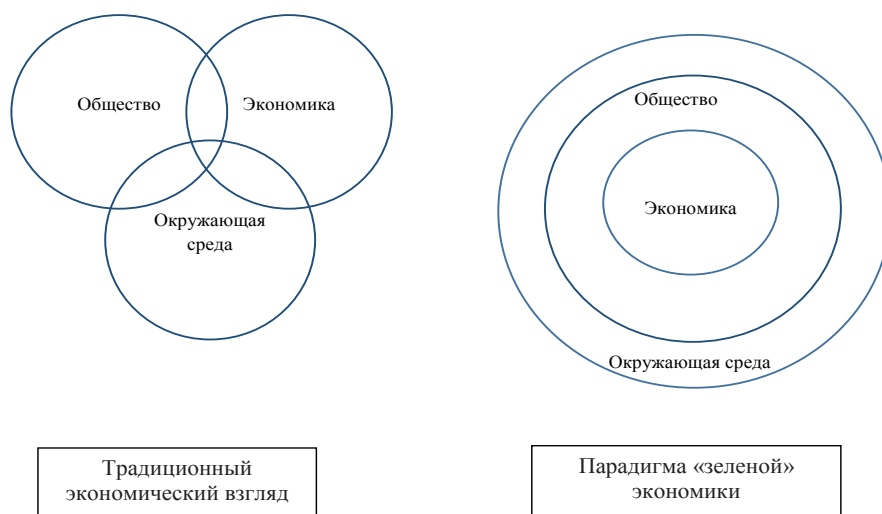 Общество
Экономика
Окружающая
среда
Традиционный
экономический взгляд
Общество
Экономика
Окружающая среда
Парадигма «зеленой»
экономики